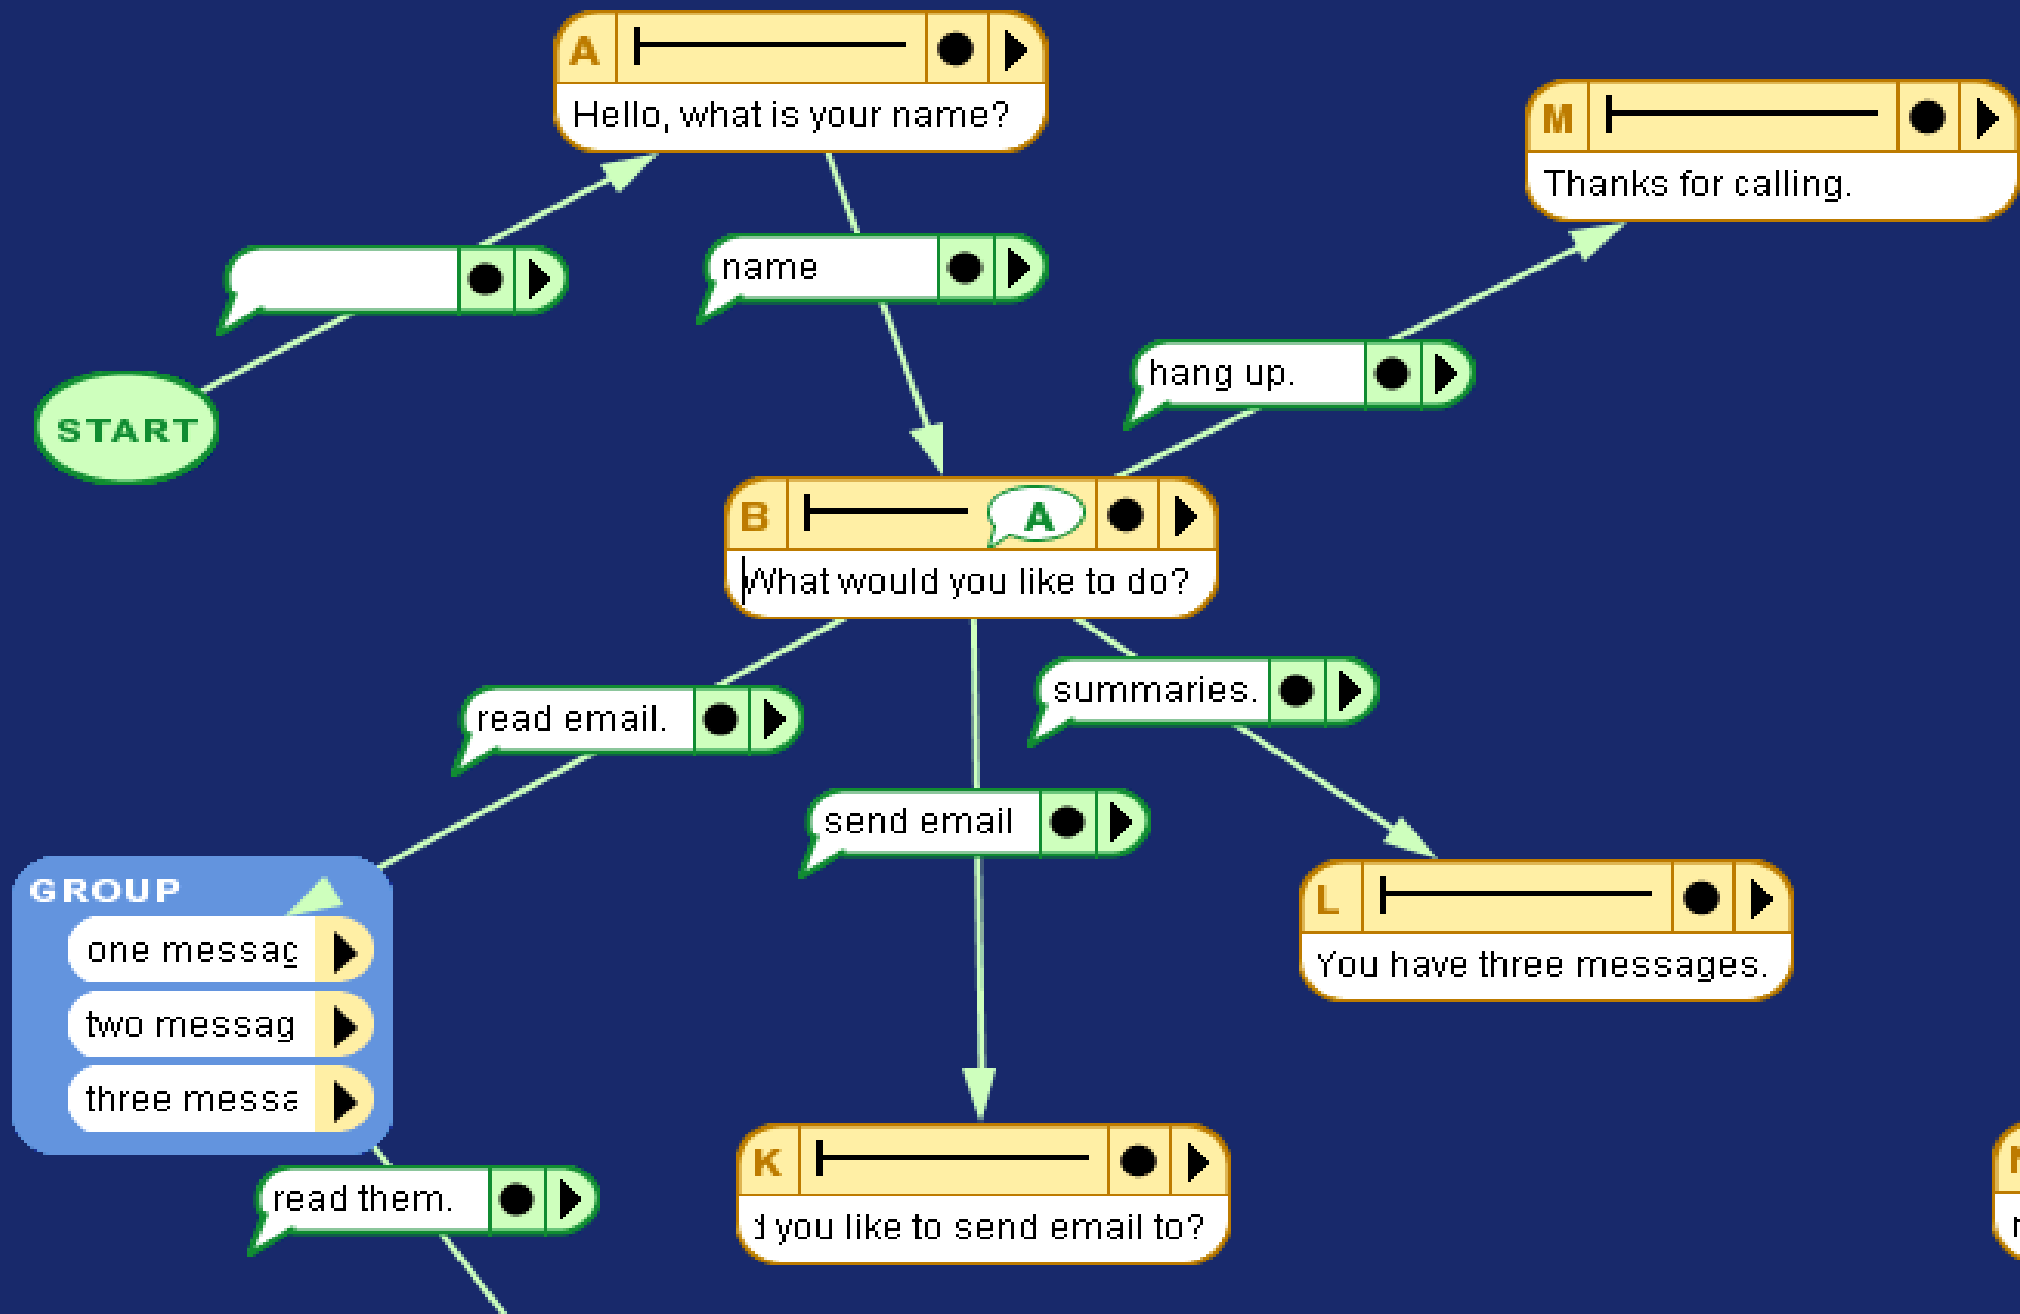 A
Hello, what is your name?
M
Thanks for calling.
name
hang up.
START
B
A
What would you like to do?
read email.
summaries.
send email
GROUP
one messag
two messag
three messa
L
You have three messages.
K
you like to send email to?
read them.